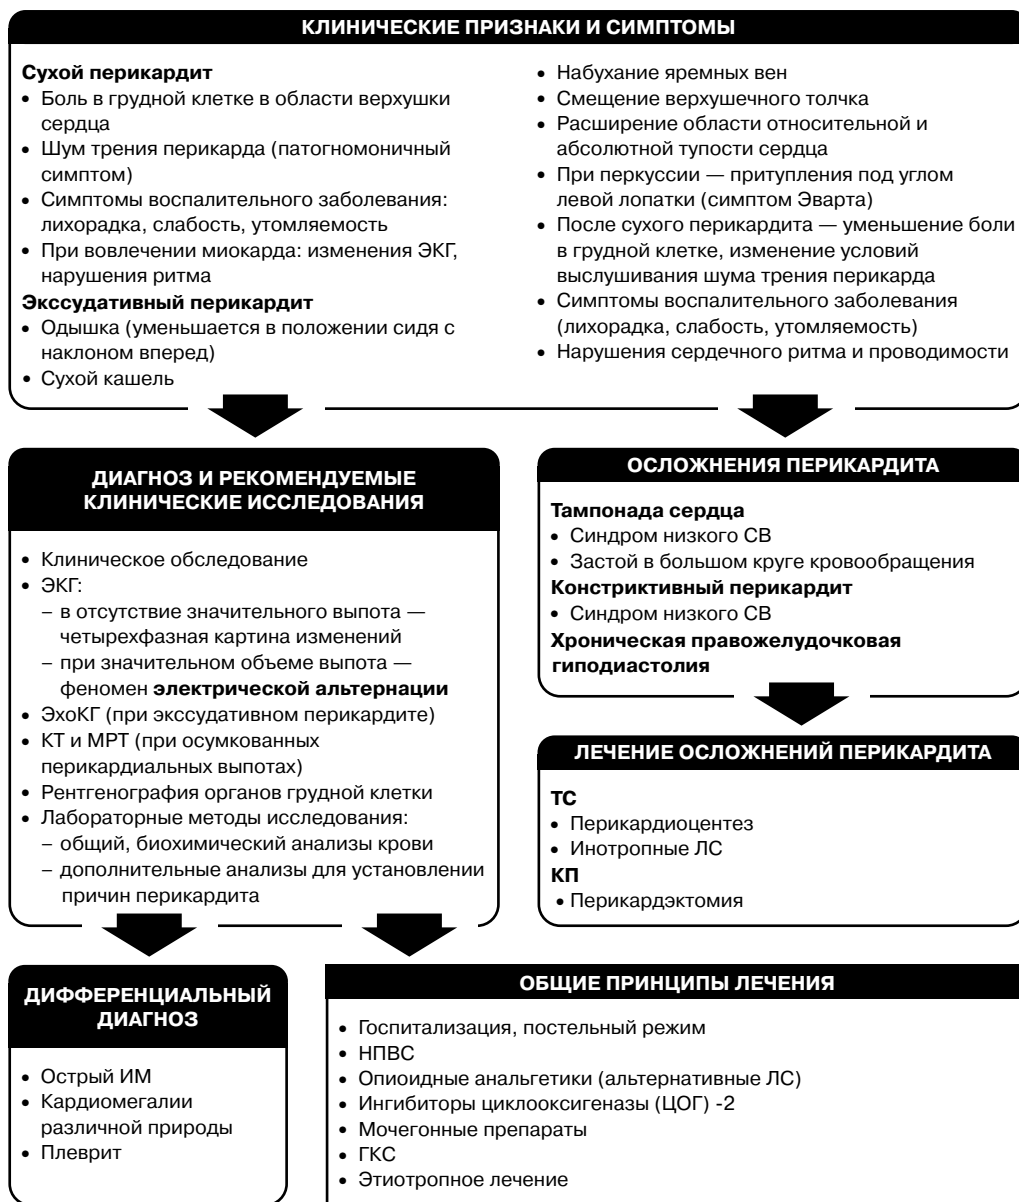 КЛИНИЧЕСКИЕ ПРИЗНАКИ И СИМПТОМЫ
Сухой перикардит
• Боль в грудной клетке в области верхушки
сердца
• Шум трения перикарда (патогномоничный
симптом)
• Симптомы воспалительного заболевания:
лихорадка, слабость, утомляемость
• При вовлечении миокарда: изменения ЭКГ,
нарушения ритма
Экссудативный перикардит
• Одышка (уменьшается в положении сидя с
наклоном вперед)
• Сухой кашель
• Набухание яремных вен
• Смещение верхушечного толчка
• Расширение области относительной и
абсолютной тупости сердца
• При перкуссии — притупления под углом
левой лопатки (симптом Эварта)
• После сухого перикардита — уменьшение боли
в грудной клетке, изменение условий
выслушивания шума трения перикарда
• Симптомы воспалительного заболевания
(лихорадка, слабость, утомляемость)
• Нарушения сердечного ритма и проводимости
ДИАГНОЗ И РЕКОМЕНДУЕМЫЕ
КЛИНИЧЕСКИЕ ИССЛЕДОВАНИЯ
• Клиническое обследование
• ЭКГ:
– в отсутствие значительного выпота —
четырехфазная картина изменений
– при значительном объеме выпота —
феномен электрической альтернации
• ЭхоКГ (при экссудативном перикардите)
• КТ и МРТ (при осумкованных
перикардиальных выпотах)
• Рентгенография органов грудной клетки
• Лабораторные методы исследования:
– общий, биохимический анализы крови
– дополнительные анализы для установлении
причин перикардита
ОСЛОЖНЕНИЯ ПЕРИКАРДИТА
Тампонада сердца
• Синдром низкого СВ
• Застой в большом круге кровообращения
Констриктивный перикардит
• Синдром низкого СВ
Хроническая правожелудочковая
гиподиастолия
ЛЕЧЕНИЕ ОСЛОЖНЕНИЙ ПЕРИКАРДИТА
ТС
• Перикардиоцентез
• Инотропные ЛС
КП
• Перикардэктомия
ДИФФЕРЕНЦИАЛЬНЫЙ
ДИАГНОЗ
• Острый ИМ
• Кардиомегалии
различной природы
• Плеврит
ОБЩИЕ ПРИНЦИПЫ ЛЕЧЕНИЯ
• Госпитализация, постельный режим
• НПВС
• Опиоидные анальгетики (альтернативные ЛС)
• Ингибиторы циклооксигеназы (ЦОГ) -2
• Мочегонные препараты
• ГКС
• Этиотропное лечение